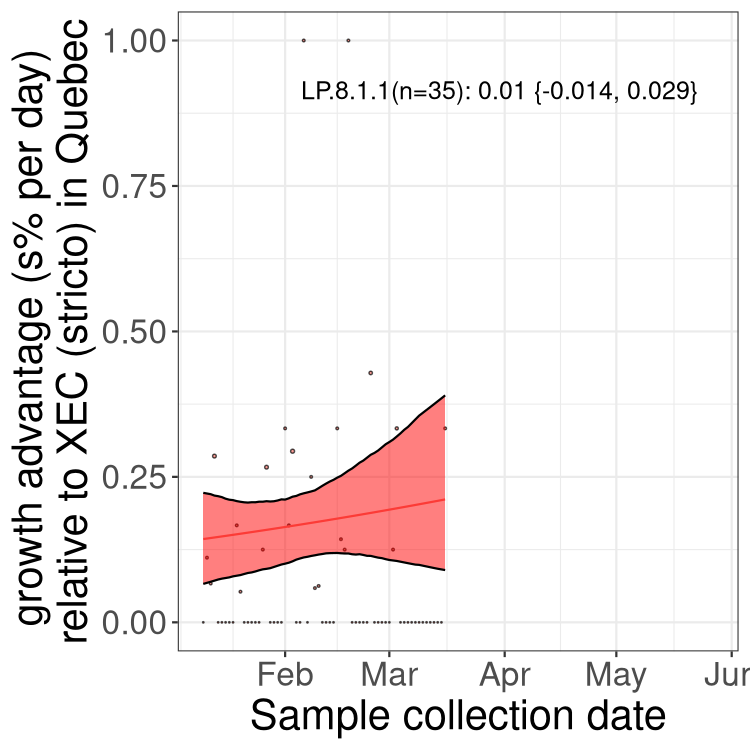 growth advantage (s% per day)
relative to XEC (stricto) in Quebec
1.00
0.75
0.50
0.25
0.00
LP.8.1.1(n=35): 0.01 {-0.014, 0.029}
Feb Mar Apr May Jun
Sample collection date